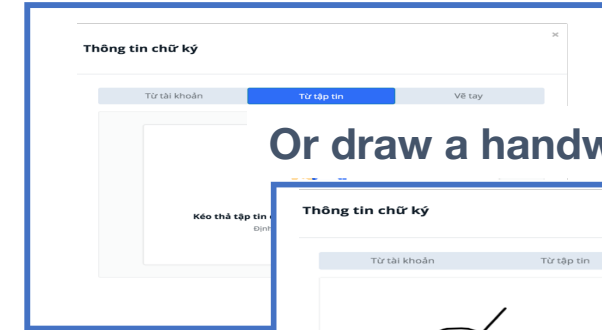 Thông tin chữ ký
Từ tài khoản Từ tập tin Vẽ tay
Or draw a handw
Kéo thả tập tin
Định
Thông tin chữ ký
Từ tài khoản Từ tập tin